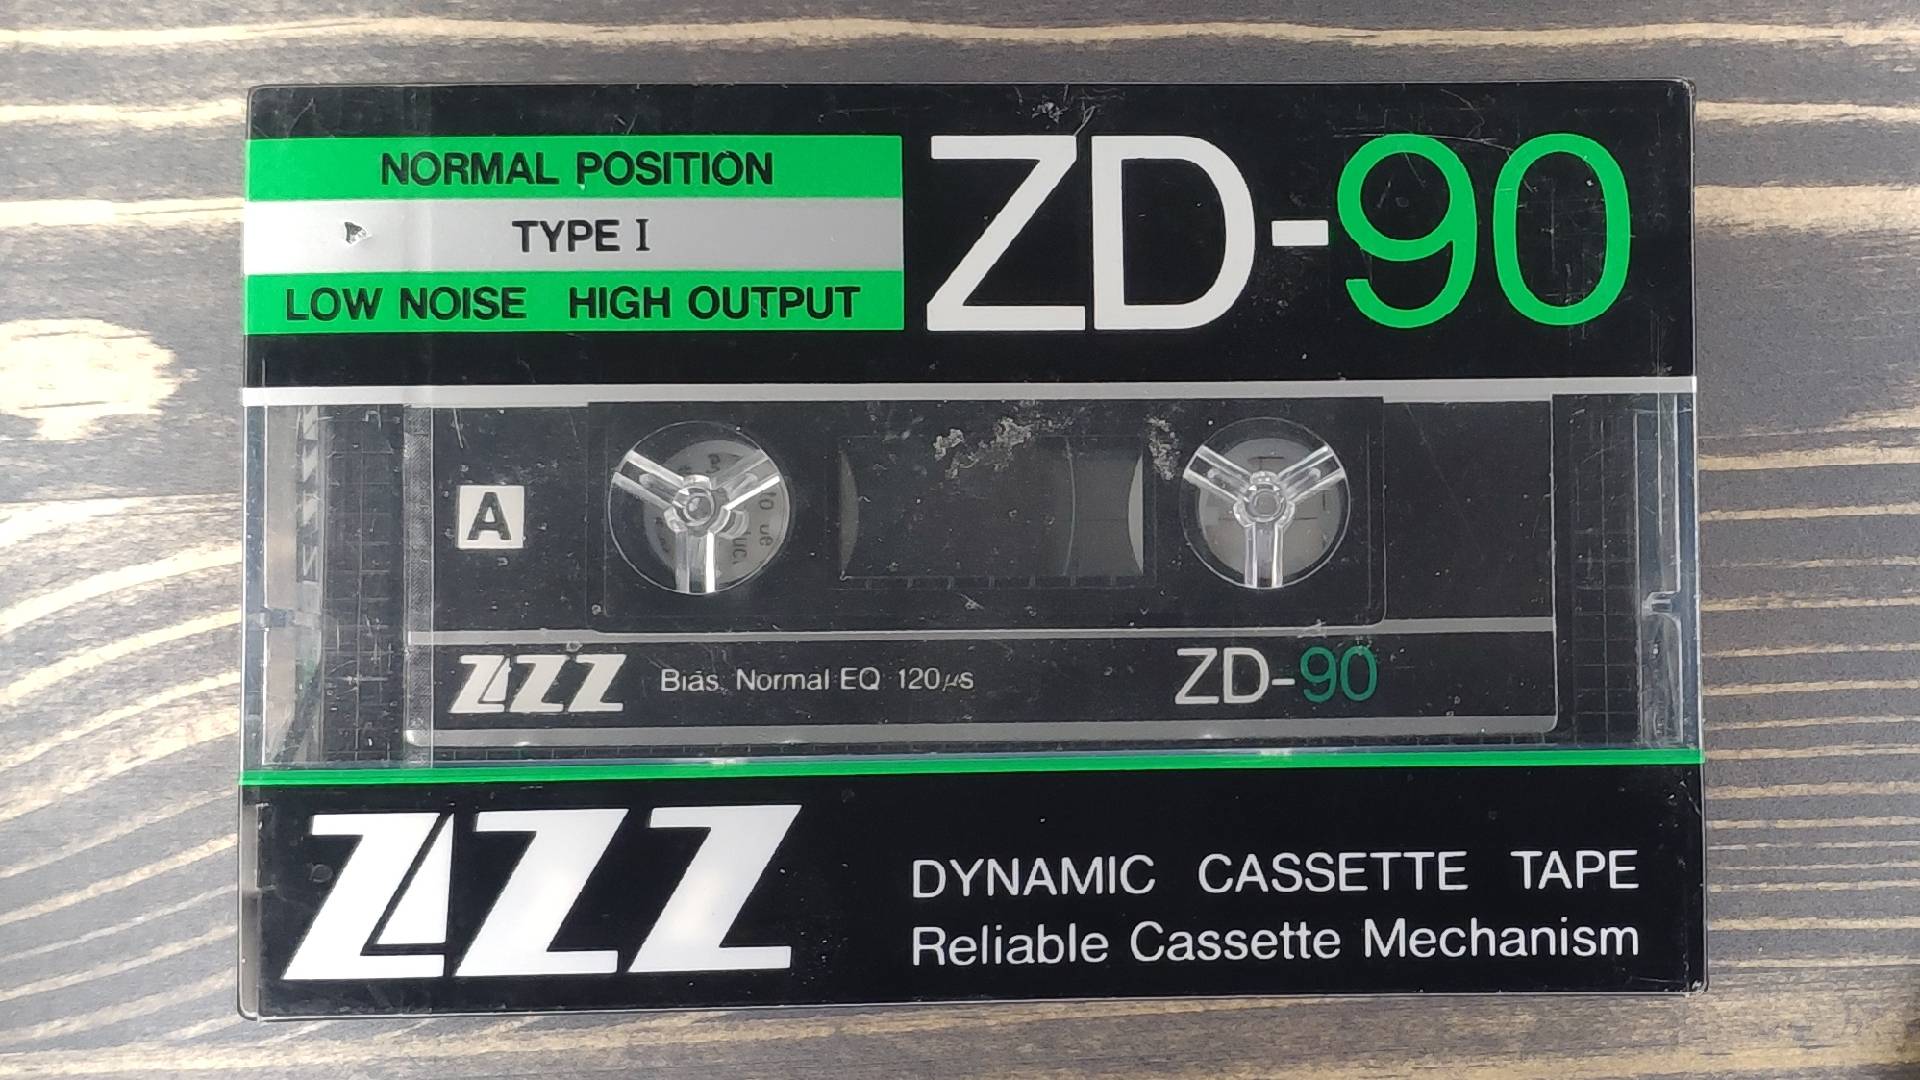 NORMAL POSITION
TYPE I
LOW NOISE HIGH OUTPUT
ZD-90
A
ZZZ
Bias Normal EQ 120μs
ZD-90
ZZZ
DYNAMIC CASSETTE TAPE
Reliable Cassette Mechanism